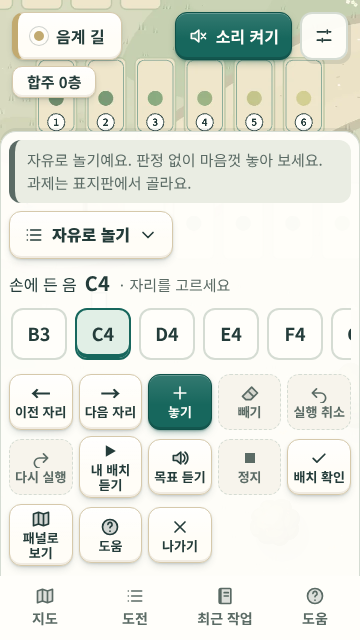 음계 길
소리 켜기
합주 0층
1 2 3 4 5 6
자유로 놀기예요. 판정 없이 마음껏 놓아 보세요.
과제는 표지판에서 골라요.
자유로 놀기
손에 든 음 C4 · 자리를 고르세요
B3 C4 D4 E4 F4
이전 자리 다음 자리 놓기 빼기 실행 취소
다시 실행 내 배치 듣기 목표 듣기 정지 배치 확인
패널로 보기 도움 나가기
지도 도전 최근 작업 도움